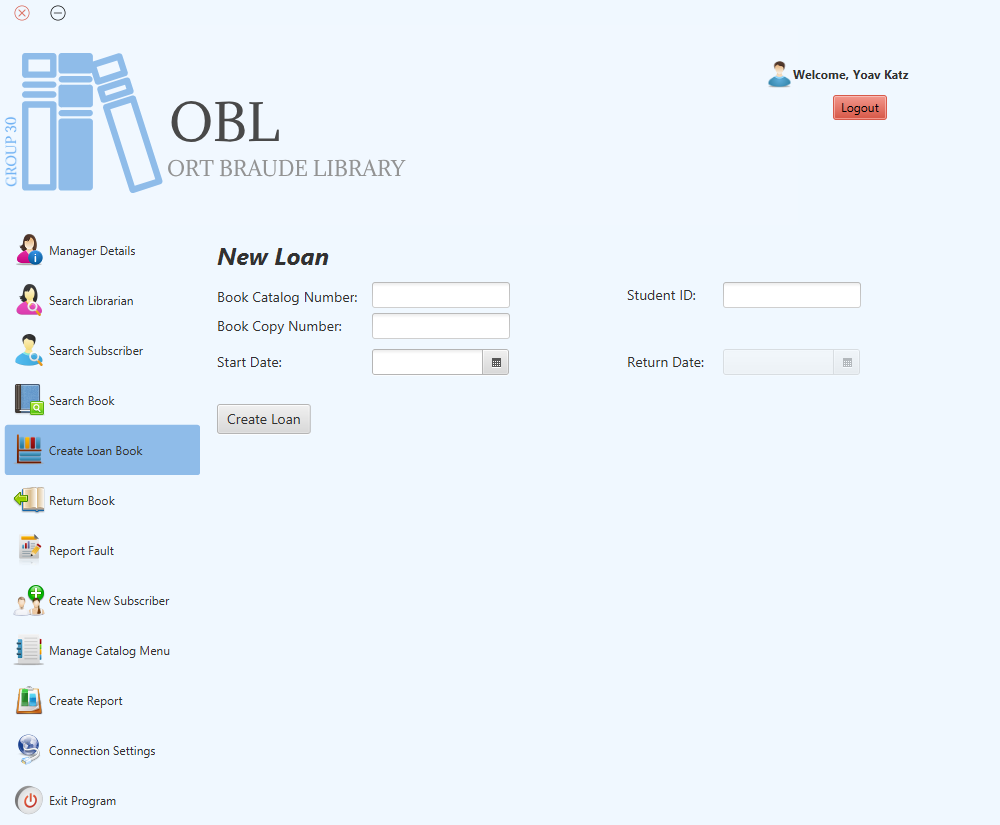 Welcome, Yoav Katz
Logout
GROUP 30
OBL
ORT BRAUDE LIBRARY
Manager Details
Search Librarian
Search Subscriber
Search Book
Create Loan Book
Return Book
Report Fault
Create New Subscriber
Manage Catalog Menu
Create Report
Connection Settings
Exit Program
New Loan
Book Catalog Number:
Student ID:
Book Copy Number:
Start Date:
Return Date:
Create Loan